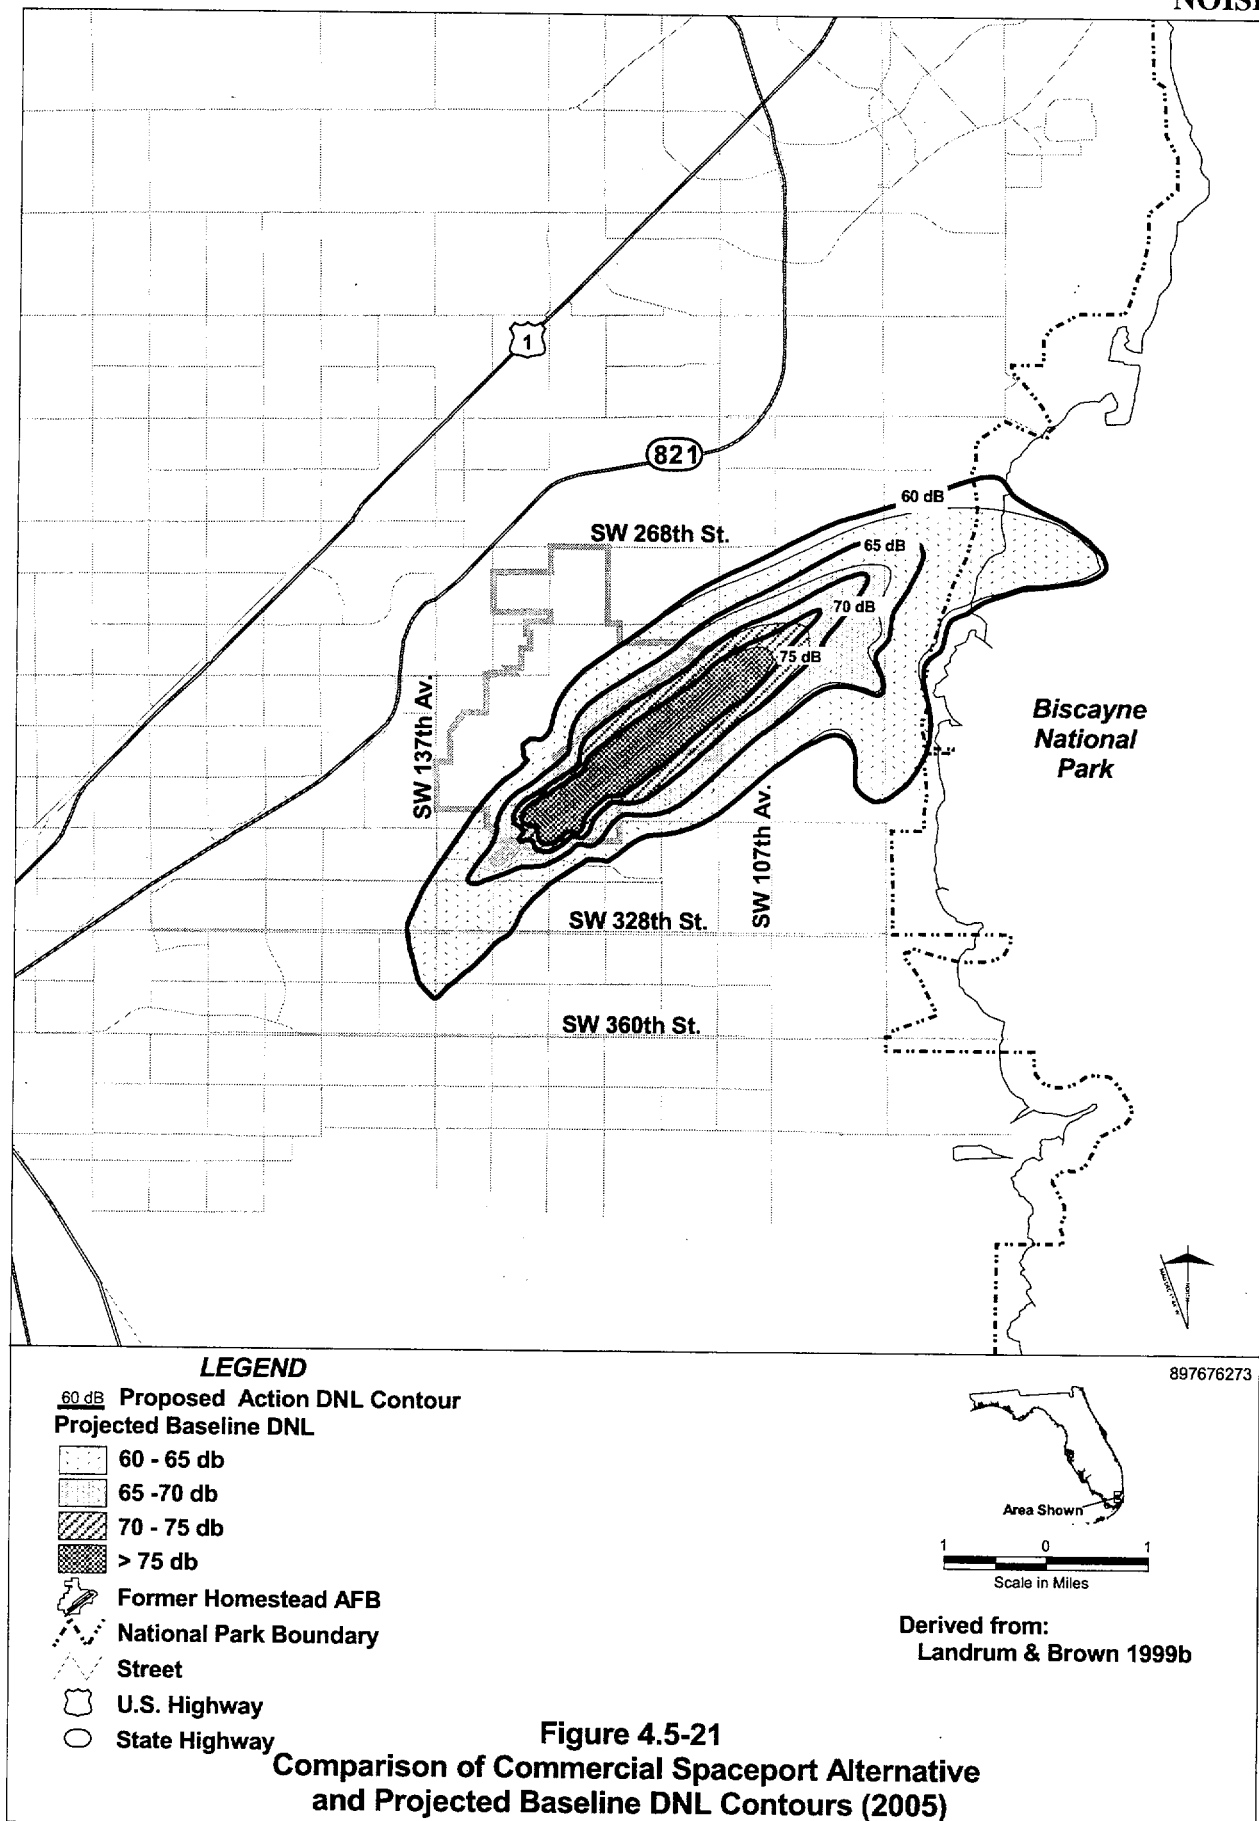 NOISE
1
821
60 dB
SW 268th St.
65 dB
70 dB
75 dB
SW 137th Av.
Biscayne
National
Park
SW 107th Av.
SW 328th St.
SW 360th St.
NORTH
LEGEND
897676273
60 dB Proposed Action DNL Contour
Projected Baseline DNL
60 - 65 db
65 -70 db
70 - 75 db
> 75 db
Former Homestead AFB
National Park Boundary
Street
U.S. Highway
State Highway
Area Shown
1 0 1
Scale in Miles
Derived from:
Landrum & Brown 1999b
Figure 4.5-21
Comparison of Commercial Spaceport Alternative
and Projected Baseline DNL Contours (2005)